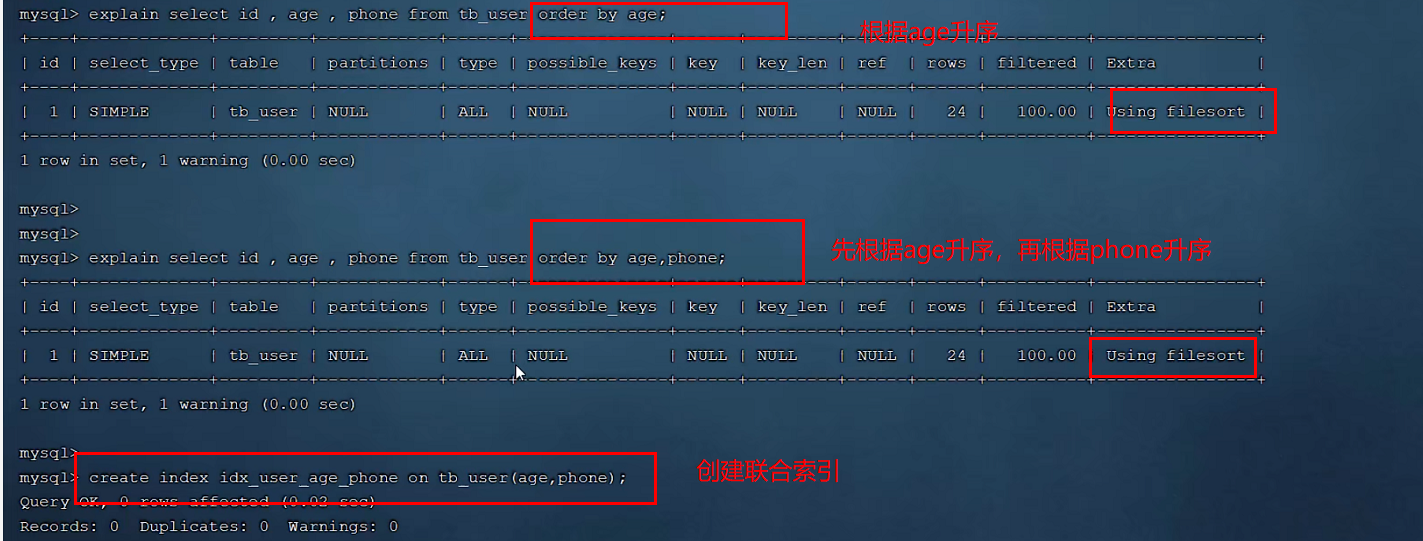 mysql> explain select id , age , phone from tb_user order by age;
根据age升序
+----+-------------+---------+------------+------+---------------+------+---------+------+------+----------+----------------+
| id | select_type | table   | partitions | type | possible_keys | key  | key_len | ref  | rows | filtered | Extra          |
+----+-------------+---------+------------+------+---------------+------+---------+------+------+----------+----------------+
|  1 | SIMPLE      | tb_user | NULL       | ALL  | NULL          | NULL | NULL    | NULL |   24 |   100.00 | Using filesort |
+----+-------------+---------+------------+------+---------------+------+---------+------+------+----------+----------------+
1 row in set, 1 warning (0.00 sec)
mysql>
mysql>
mysql> explain select id , age , phone from tb_user order by age,phone;
先根据age升序，再根据phone升序
+----+-------------+---------+------------+------+---------------+------+---------+------+------+----------+----------------+
| id | select_type | table   | partitions | type | possible_keys | key  | key_len | ref  | rows | filtered | Extra          |
+----+-------------+---------+------------+------+---------------+------+---------+------+------+----------+----------------+
|  1 | SIMPLE      | tb_user | NULL       | ALL  | NULL          | NULL | NULL    | NULL |   24 |   100.00 | Using filesort |
+----+-------------+---------+------------+------+---------------+------+---------+------+------+----------+----------------+
1 row in set, 1 warning (0.00 sec)
mysql>
mysql> create index idx_user_age_phone on tb_user(age,phone);
创建联合索引
Query OK, 0 rows affected (0.02 sec)
Records: 0  Duplicates: 0  Warnings: 0